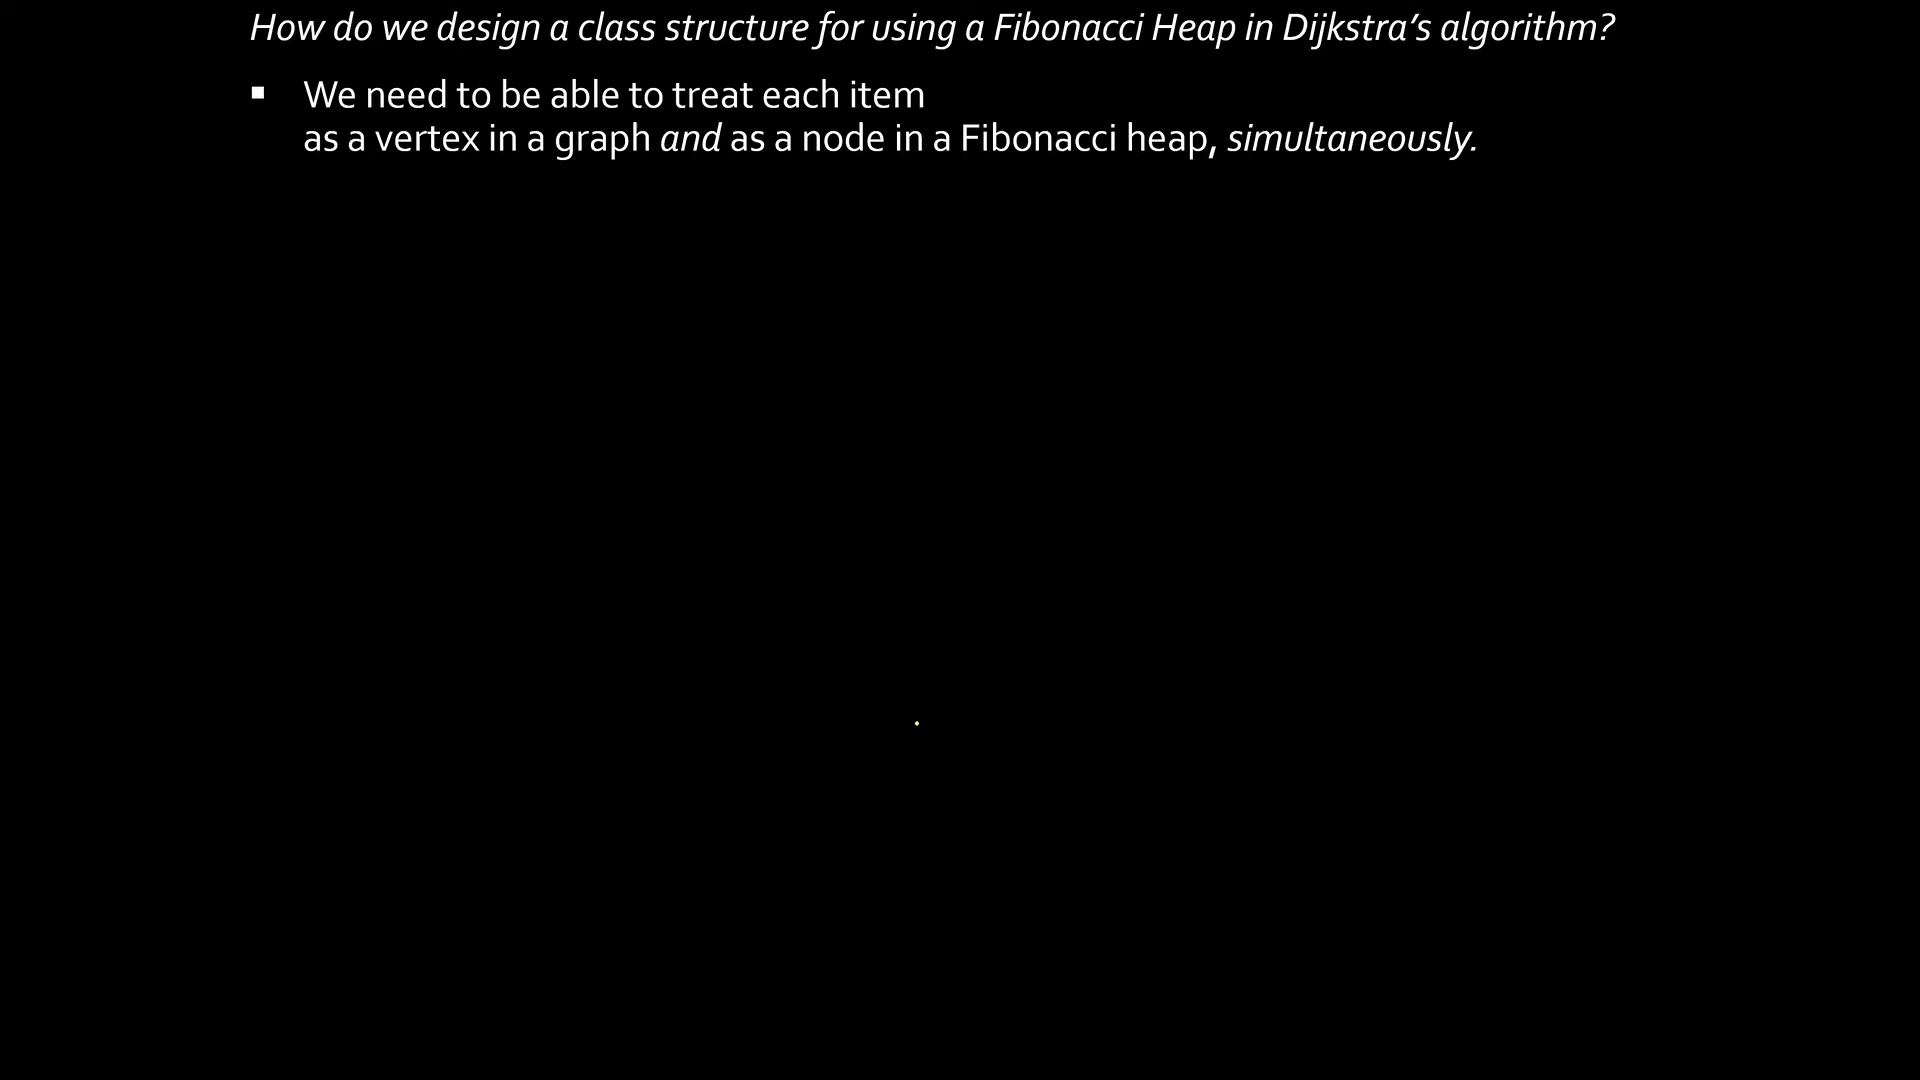 How do we design a class structure for using a Fibonacci Heap in Dijkstra’s algorithm?
▪ We need to be able to treat each item
as a vertex in a graph and as a node in a Fibonacci heap, simultaneously.